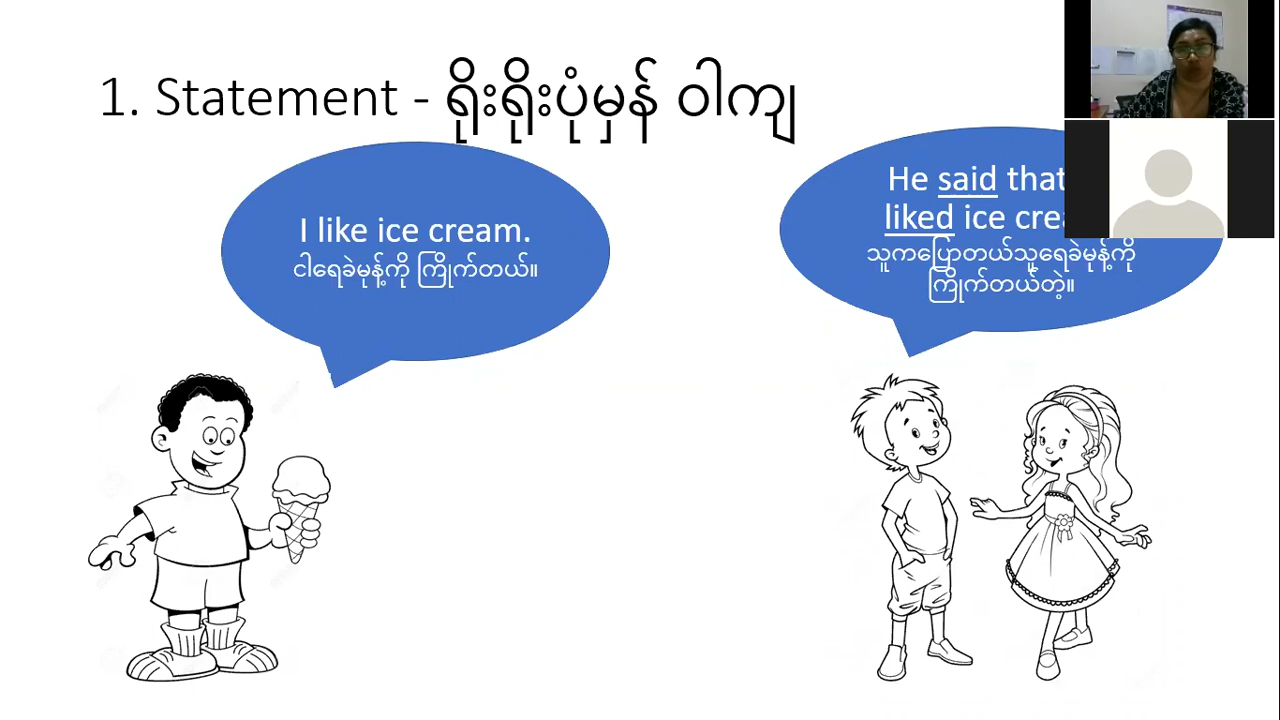 1. Statement - ရိုးရိုးပုံမှန် ဝါကျ
I like ice cream.
ငါရေခဲမုန့်ကို ကြိုက်တယ်။
He said that
liked ice
သူကပြောတယ်သူရေခဲမုန့်ကို
ကြိုက်တယ်တဲ့။